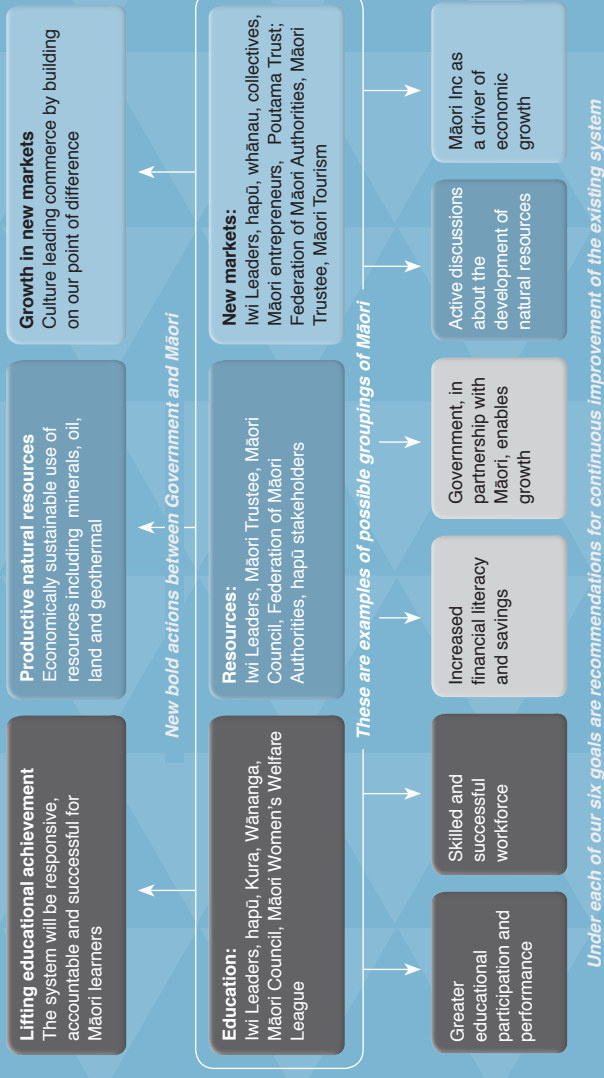 Lifting educational achievement
The system will be responsive,
accountable and successful for
Māori learners
Productive natural resources
Economically sustainable use of
resources including minerals, oil,
land and geothermal
Growth in new markets
Culture leading commerce by building
on our point of difference
New bold actions between Government and Māori
Education:
Iwi Leaders, hapū, Kura, Wānanga,
Māori Council, Māori Women's Welfare
League
Resources:
Iwi Leaders, Māori Trustee, Māori
Council, Federation of Māori
Authorities, hapū stakeholders
New markets:
Iwi Leaders, hapū, whānau, collectives,
Māori entrepreneurs, Poutama Trust;
Federation of Māori Authorities, Māori
Trustee, Māori Tourism
These are examples of possible groupings of Māori
Greater
educational
participation and
performance
Skilled and
successful
workforce
Increased
financial literacy
and savings
Government, in
partnership with
Māori, enables
growth
Active discussions
about the
development of
natural resources
Māori Inc as
a driver of
economic
growth
Under each of our six goals are recommendations for continuous improvement of the existing system